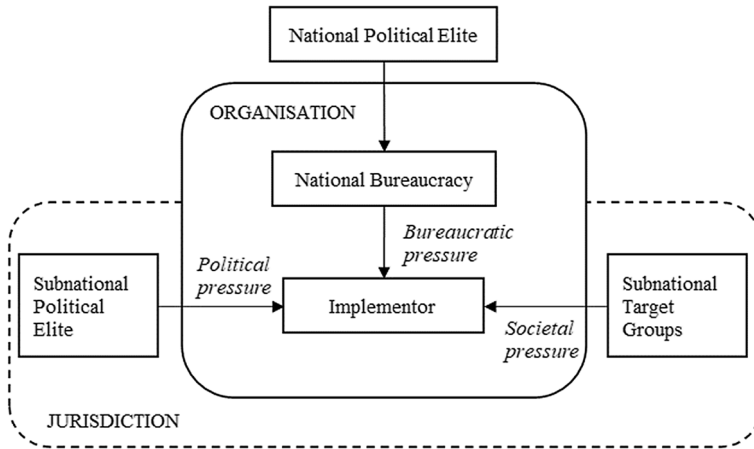 National Political Elite
ORGANISATION
National Bureaucracy
Bureaucratic
pressure
Political
pressure
Subnational
Political
Elite
Implementor
Subnational
Target
Groups
Societal
pressure
JURISDICTION